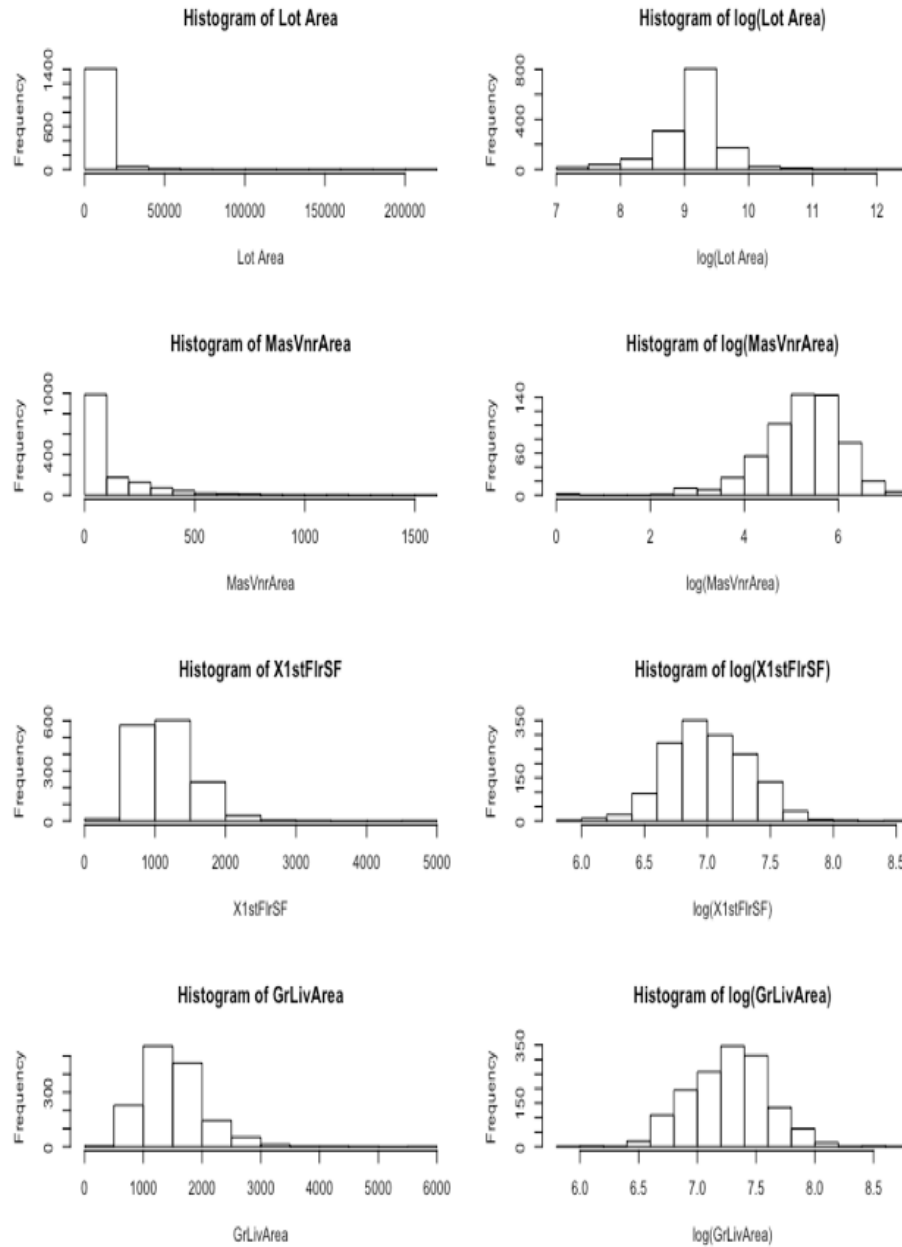 Histogram of Lot Area
Frequency
0 600 1400
0 50000 100000 150000 200000
Lot Area
Histogram of log(Lot Area)
Frequency
0 400 800
7 8 9 10 11 12
log(Lot Area)
Histogram of MasVnrArea
Frequency
0 400 1000
0 500 1000 1500
MasVnrArea
Histogram of log(MasVnrArea)
Frequency
0 60 140
0 2 4 6
log(MasVnrArea)
Histogram of X1stFlrSF
Frequency
0 300 600
0 1000 2000 3000 4000 5000
X1stFlrSF
Histogram of log(X1stFlrSF)
Frequency
0 150 350
6.0 6.5 7.0 7.5 8.0 8.5
log(X1stFlrSF)
Histogram of GrLivArea
Frequency
0 300
0 1000 2000 3000 4000 5000 6000
GrLivArea
Histogram of log(GrLivArea)
Frequency
0 150 350
6.0 6.5 7.0 7.5 8.0 8.5
log(GrLivArea)